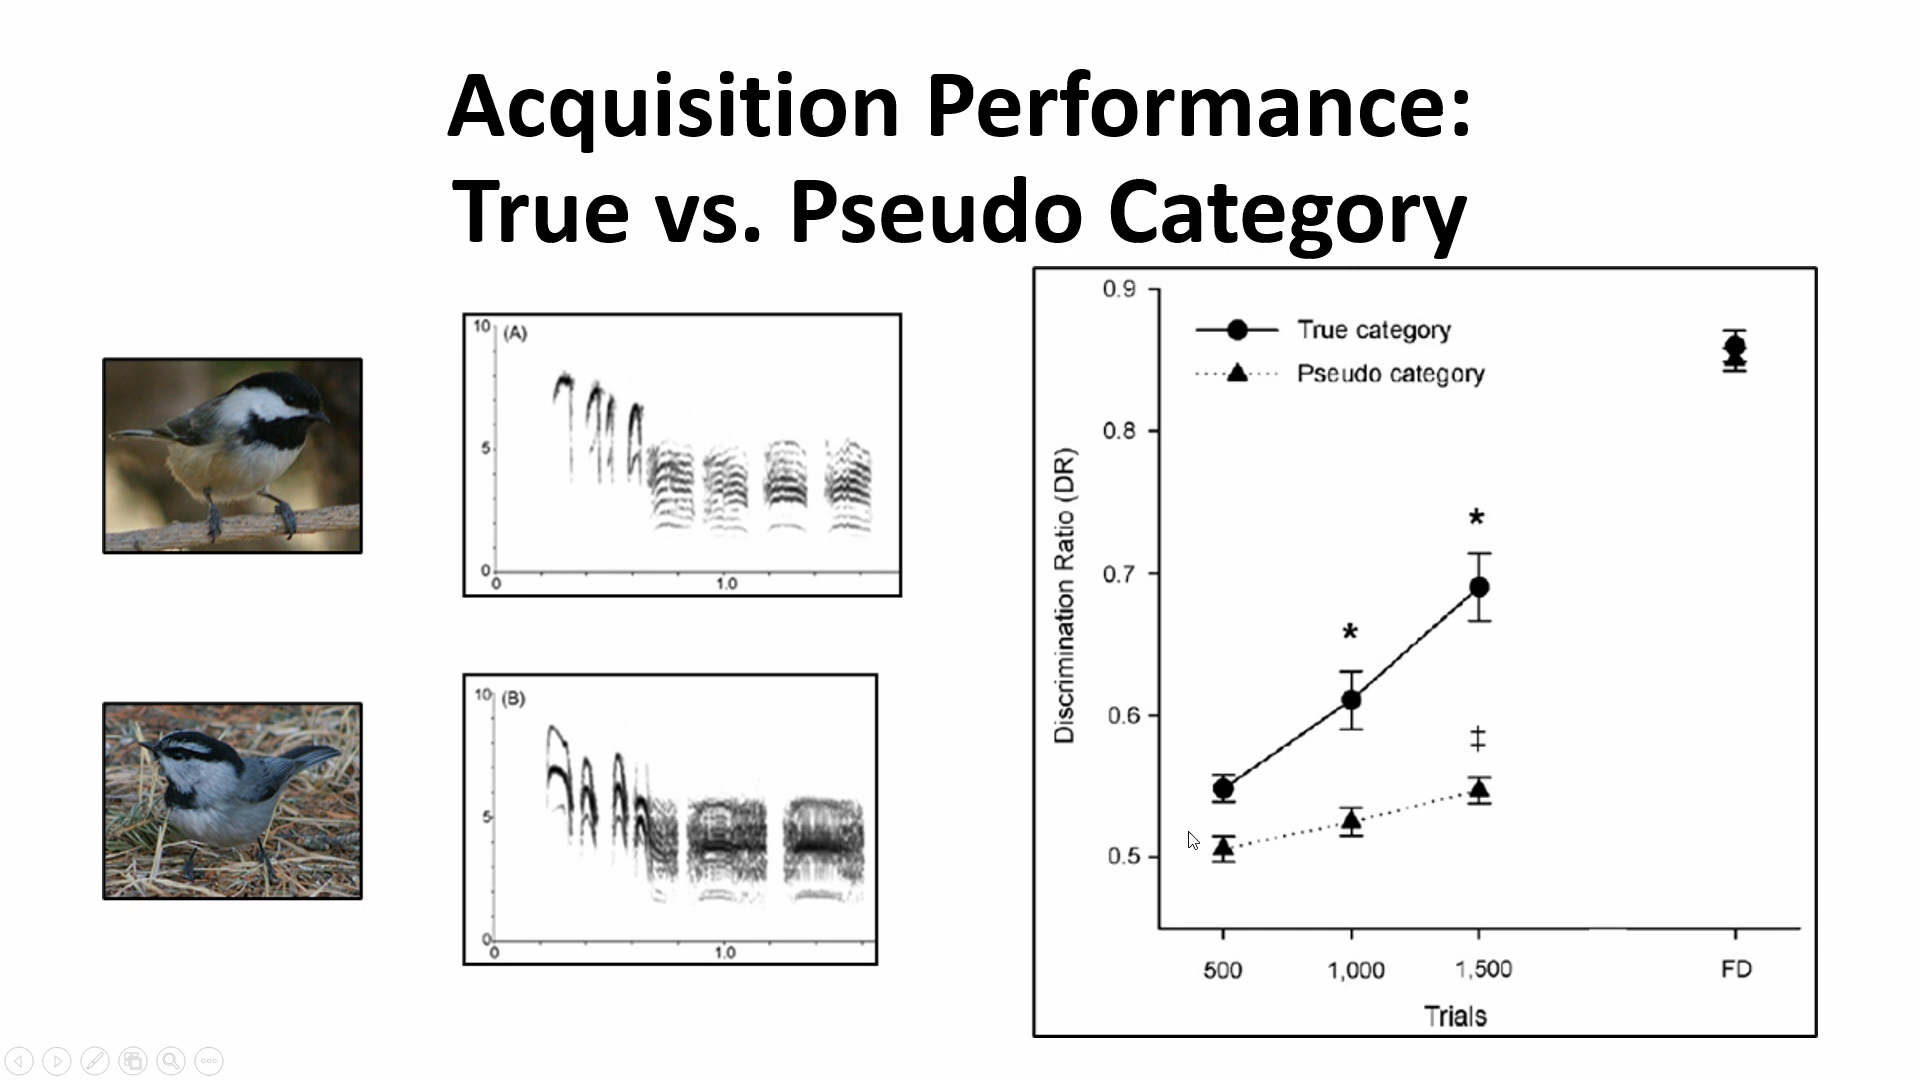 Acquisition Performance:
True vs. Pseudo Category
10
(A)
5
0
0
1.0
10
(B)
5
0
0
1.0
0.9
True category
Pseudo category
0.8
Discrimination Ratio (DR)
*
0.7
*
0.6
‡
0.5
500
1,000
1,500
FD
Trials